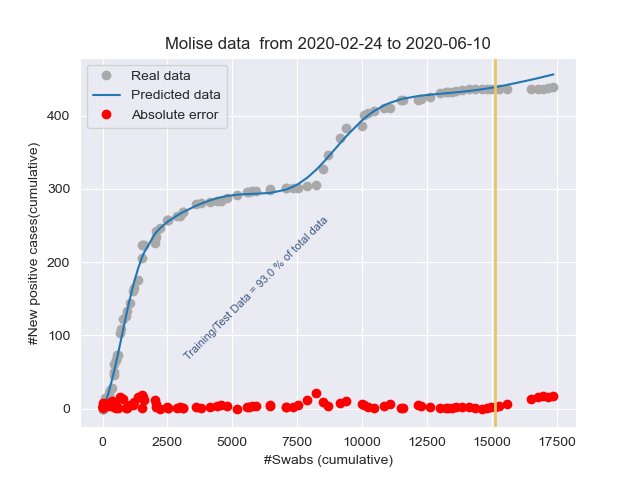 Molise data  from 2020-02-24 to 2020-06-10
Real data
Predicted data
Absolute error
#New positive cases(cumulative)
400
300
200
100
0
Training/Test Data = 93.0 % of total data
0 2500 5000 7500 10000 12500 15000 17500
#Swabs (cumulative)